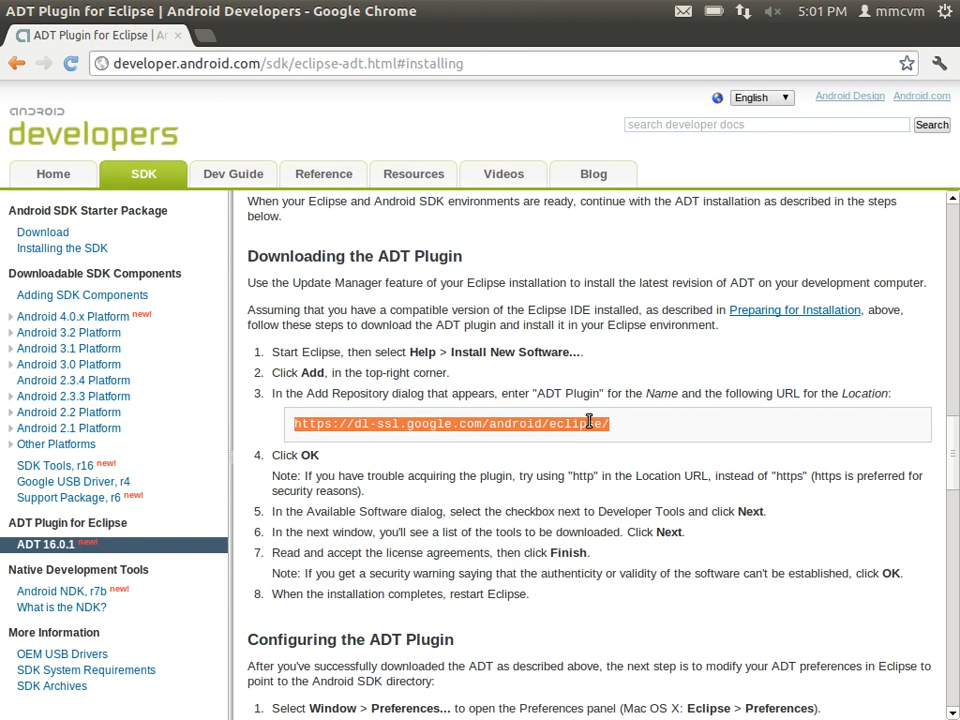 ADT Plugin for Eclipse | Android Developers - Google Chrome
5:01 PM
mmcvm
ADT Plugin for Eclipse | Ar
developer.android.com/sdk/eclipse-adt.html#installing
English
Android Design
Android.com
android
developers
search developer docs
Search
Home
SDK
Dev Guide
Reference
Resources
Videos
Blog
Android SDK Starter Package
Download
Installing the SDK
Downloadable SDK Components
Adding SDK Components
Android 4.0.x Platform new!
Android 3.2 Platform
Android 3.1 Platform
Android 3.0 Platform
Android 2.3.4 Platform
Android 2.3.3 Platform
Android 2.2 Platform
Android 2.1 Platform
Other Platforms
SDK Tools, r16 new!
Google USB Driver, r4
Support Package, r6 new!
ADT Plugin for Eclipse
ADT 16.0.1 new!
Native Development Tools
Android NDK, r7b new!
What is the NDK?
More Information
OEM USB Drivers
SDK System Requirements
SDK Archives
When your Eclipse and Android SDK environments are ready, continue with the ADT installation as described in the steps
below.
Downloading the ADT Plugin
Use the Update Manager feature of your Eclipse installation to install the latest revision of ADT on your development computer.
Assuming that you have a compatible version of the Eclipse IDE installed, as described in Preparing for Installation, above,
follow these steps to download the ADT plugin and install it in your Eclipse environment.
1. Start Eclipse, then select Help > Install New Software....
2. Click Add, in the top-right corner.
3. In the Add Repository dialog that appears, enter "ADT Plugin" for the Name and the following URL for the Location:
https://dl-ssl.google.com/android/eclipse/
4. Click OK
Note: If you have trouble acquiring the plugin, try using "http" in the Location URL, instead of "https" (https is preferred for
security reasons).
5. In the Available Software dialog, select the checkbox next to Developer Tools and click Next.
6. In the next window, you'll see a list of the tools to be downloaded. Click Next.
7. Read and accept the license agreements, then click Finish.
Note: If you get a security warning saying that the authenticity or validity of the software can't be established, click OK.
8. When the installation completes, restart Eclipse.
Configuring the ADT Plugin
After you've successfully downloaded the ADT as described above, the next step is to modify your ADT preferences in Eclipse to
point to the Android SDK directory:
1. Select Window > Preferences... to open the Preferences panel (Mac OS X: Eclipse > Preferences).